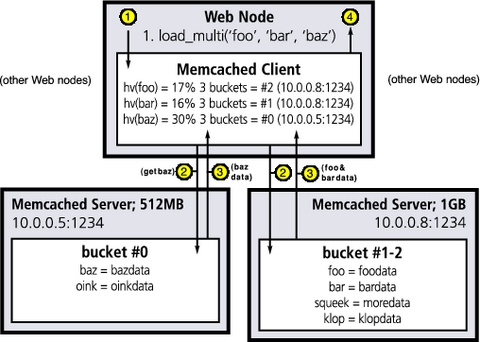 1
Web Node
4
1. load_multi('foo', 'bar', 'baz')
(other Web nodes)
Memcached Client
hv(foo) = 17% 3 buckets = #2 (10.0.0.8:1234)
hv(bar) = 16% 3 buckets = #1 (10.0.0.8:1234)
hv(baz) = 30% 3 buckets = #0 (10.0.0.5:1234)
(other Web nodes)
(get baz)
2
3
(baz
data)
2
3
(foo &
bar data)
Memcached Server; 512MB
10.0.0.5:1234
bucket #0
baz = bazdata
oink = oinkdata
Memcached Server; 1GB
10.0.0.8:1234
bucket #1-2
foo = foodata
bar = bardata
squeek = moredata
klop = klopdata